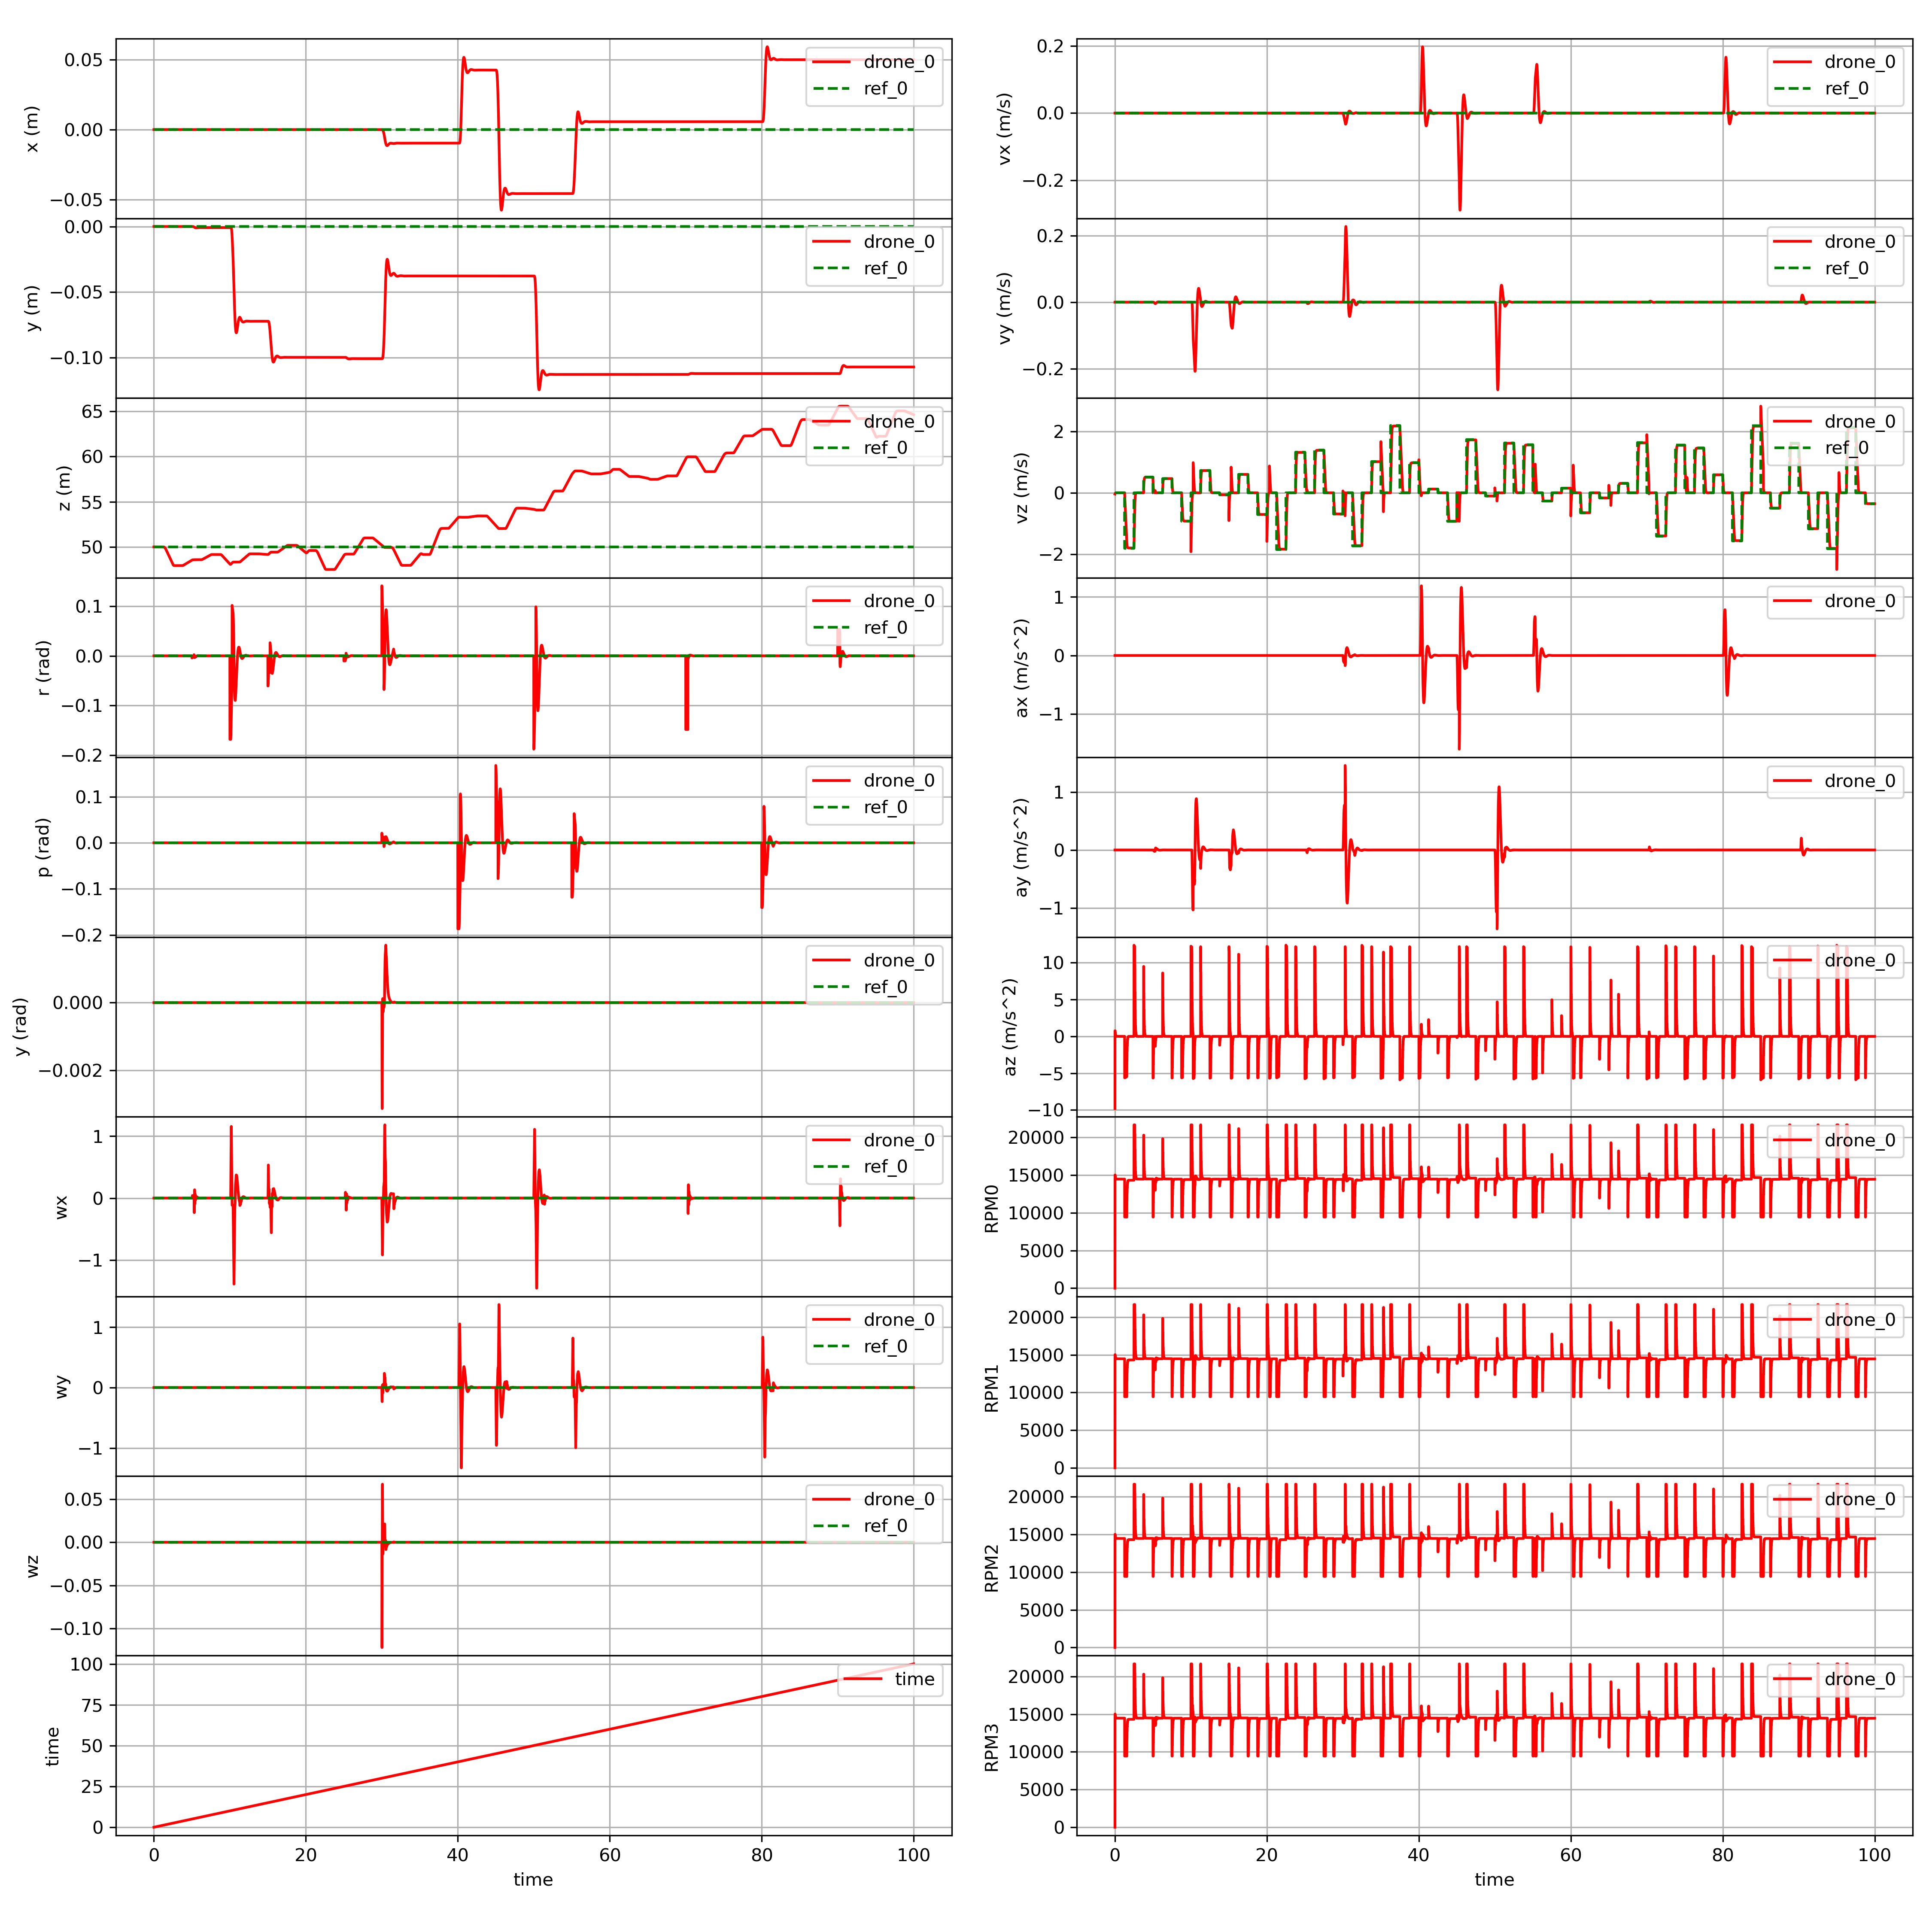 0.05
0.00
−0.05
x (m)
drone_0
ref_0
0.00
−0.05
−0.10
y (m)
drone_0
ref_0
65
60
55
50
z (m)
drone_0
ref_0
0.1
0.0
−0.1
−0.2
r (rad)
drone_0
ref_0
0.1
0.0
−0.1
−0.2
p (rad)
drone_0
ref_0
0.000
−0.002
y (rad)
drone_0
ref_0
1
0
−1
wx
drone_0
ref_0
1
0
−1
wy
drone_0
ref_0
0.05
0.00
−0.05
−0.10
wz
drone_0
ref_0
100
75
50
25
0
time
time
0 20 40 60 80 100
time
0.2
0.0
−0.2
vx (m/s)
drone_0
ref_0
0.2
0.0
−0.2
vy (m/s)
drone_0
ref_0
2
0
−2
vz (m/s)
drone_0
ref_0
1
0
−1
ax (m/s^2)
drone_0
1
0
−1
ay (m/s^2)
drone_0
10
5
0
−5
−10
az (m/s^2)
drone_0
20000
15000
10000
5000
0
RPM0
drone_0
20000
15000
10000
5000
0
RPM1
drone_0
20000
15000
10000
5000
0
RPM2
drone_0
20000
15000
10000
5000
0
RPM3
drone_0
0 20 40 60 80 100
time